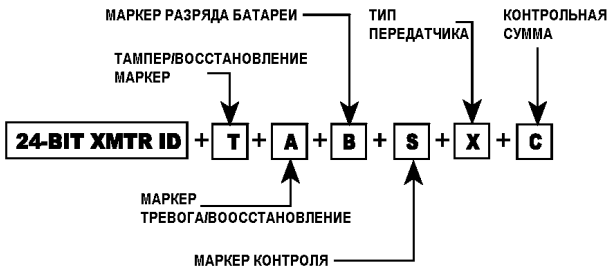 МАРКЕР РАЗРЯДА БАТАРЕИ
ТИП
ПЕРЕДАТЧИКА
КОНТРОЛЬНАЯ
СУММА
ТАМПЕР/ВОССТАНОВЛЕНИЕ
МАРКЕР
24-BIT XMTR ID + T + A + B + S + X + C
МАРКЕР
ТРЕВОГА/ВООССТАНОВЛЕНИЕ
МАРКЕР КОНТРОЛЯ